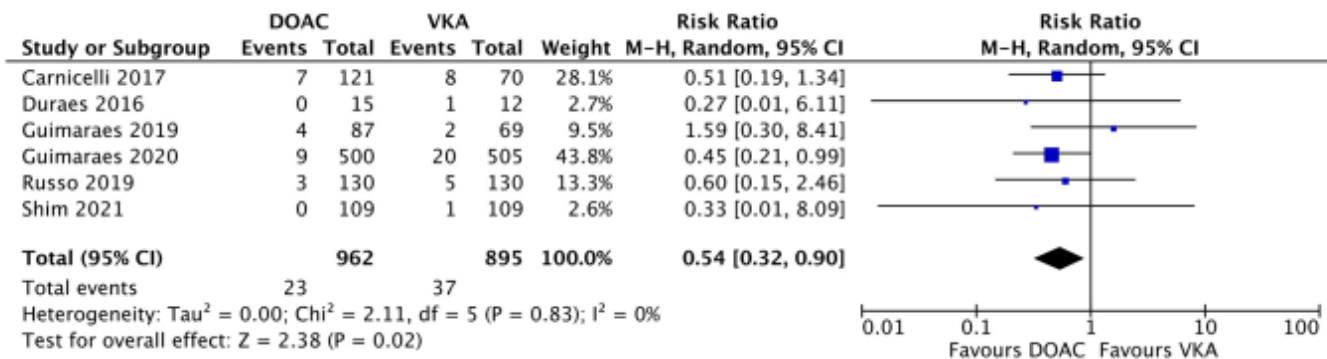 DOAC VKA Risk Ratio Risk Ratio
Study or Subgroup Events Total Events Total Weight M-H, Random, 95% CI M-H, Random, 95% CI
Carnicelli 2017 7 121 8 70 28.1% 0.51 [0.19, 1.34]
Duraes 2016 0 15 1 12 2.7% 0.27 [0.01, 6.11]
Guimaraes 2019 4 87 2 69 9.5% 1.59 [0.30, 8.41]
Guimaraes 2020 9 500 20 505 43.8% 0.45 [0.21, 0.99]
Russo 2019 3 130 5 130 13.3% 0.60 [0.15, 2.46]
Shim 2021 0 109 1 109 2.6% 0.33 [0.01, 8.09]
Total (95% CI) 962 895 100.0% 0.54 [0.32, 0.90]
Total events 23 37
Heterogeneity: Tau² = 0.00; Chi² = 2.11, df = 5 (P = 0.83); I² = 0%
Test for overall effect: Z = 2.38 (P = 0.02)
0.01 0.1 1 10 100
Favours DOAC Favours VKA